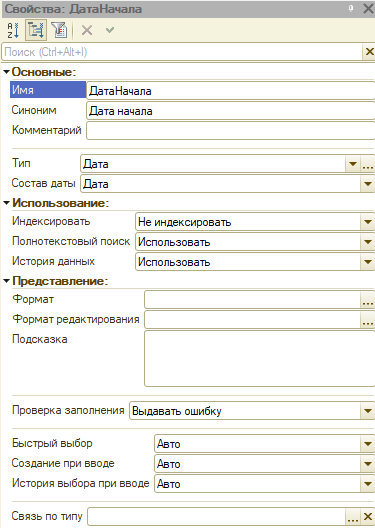 Свойства: ДатаНачала
Поиск (Ctrl+Alt+I)
Основные:
Имя ДатаНачала
Синоним Дата начала
Комментарий
Тип Дата
Состав даты Дата
Использование:
Индексировать Не индексировать
Полнотекстовый поиск Использовать
История данных Использовать
Представление:
Формат
Формат редактирования
Подсказка
Проверка заполнения Выдавать ошибку
Быстрый выбор Авто
Создание при вводе Авто
История выбора при вводе Авто
Связь по типу